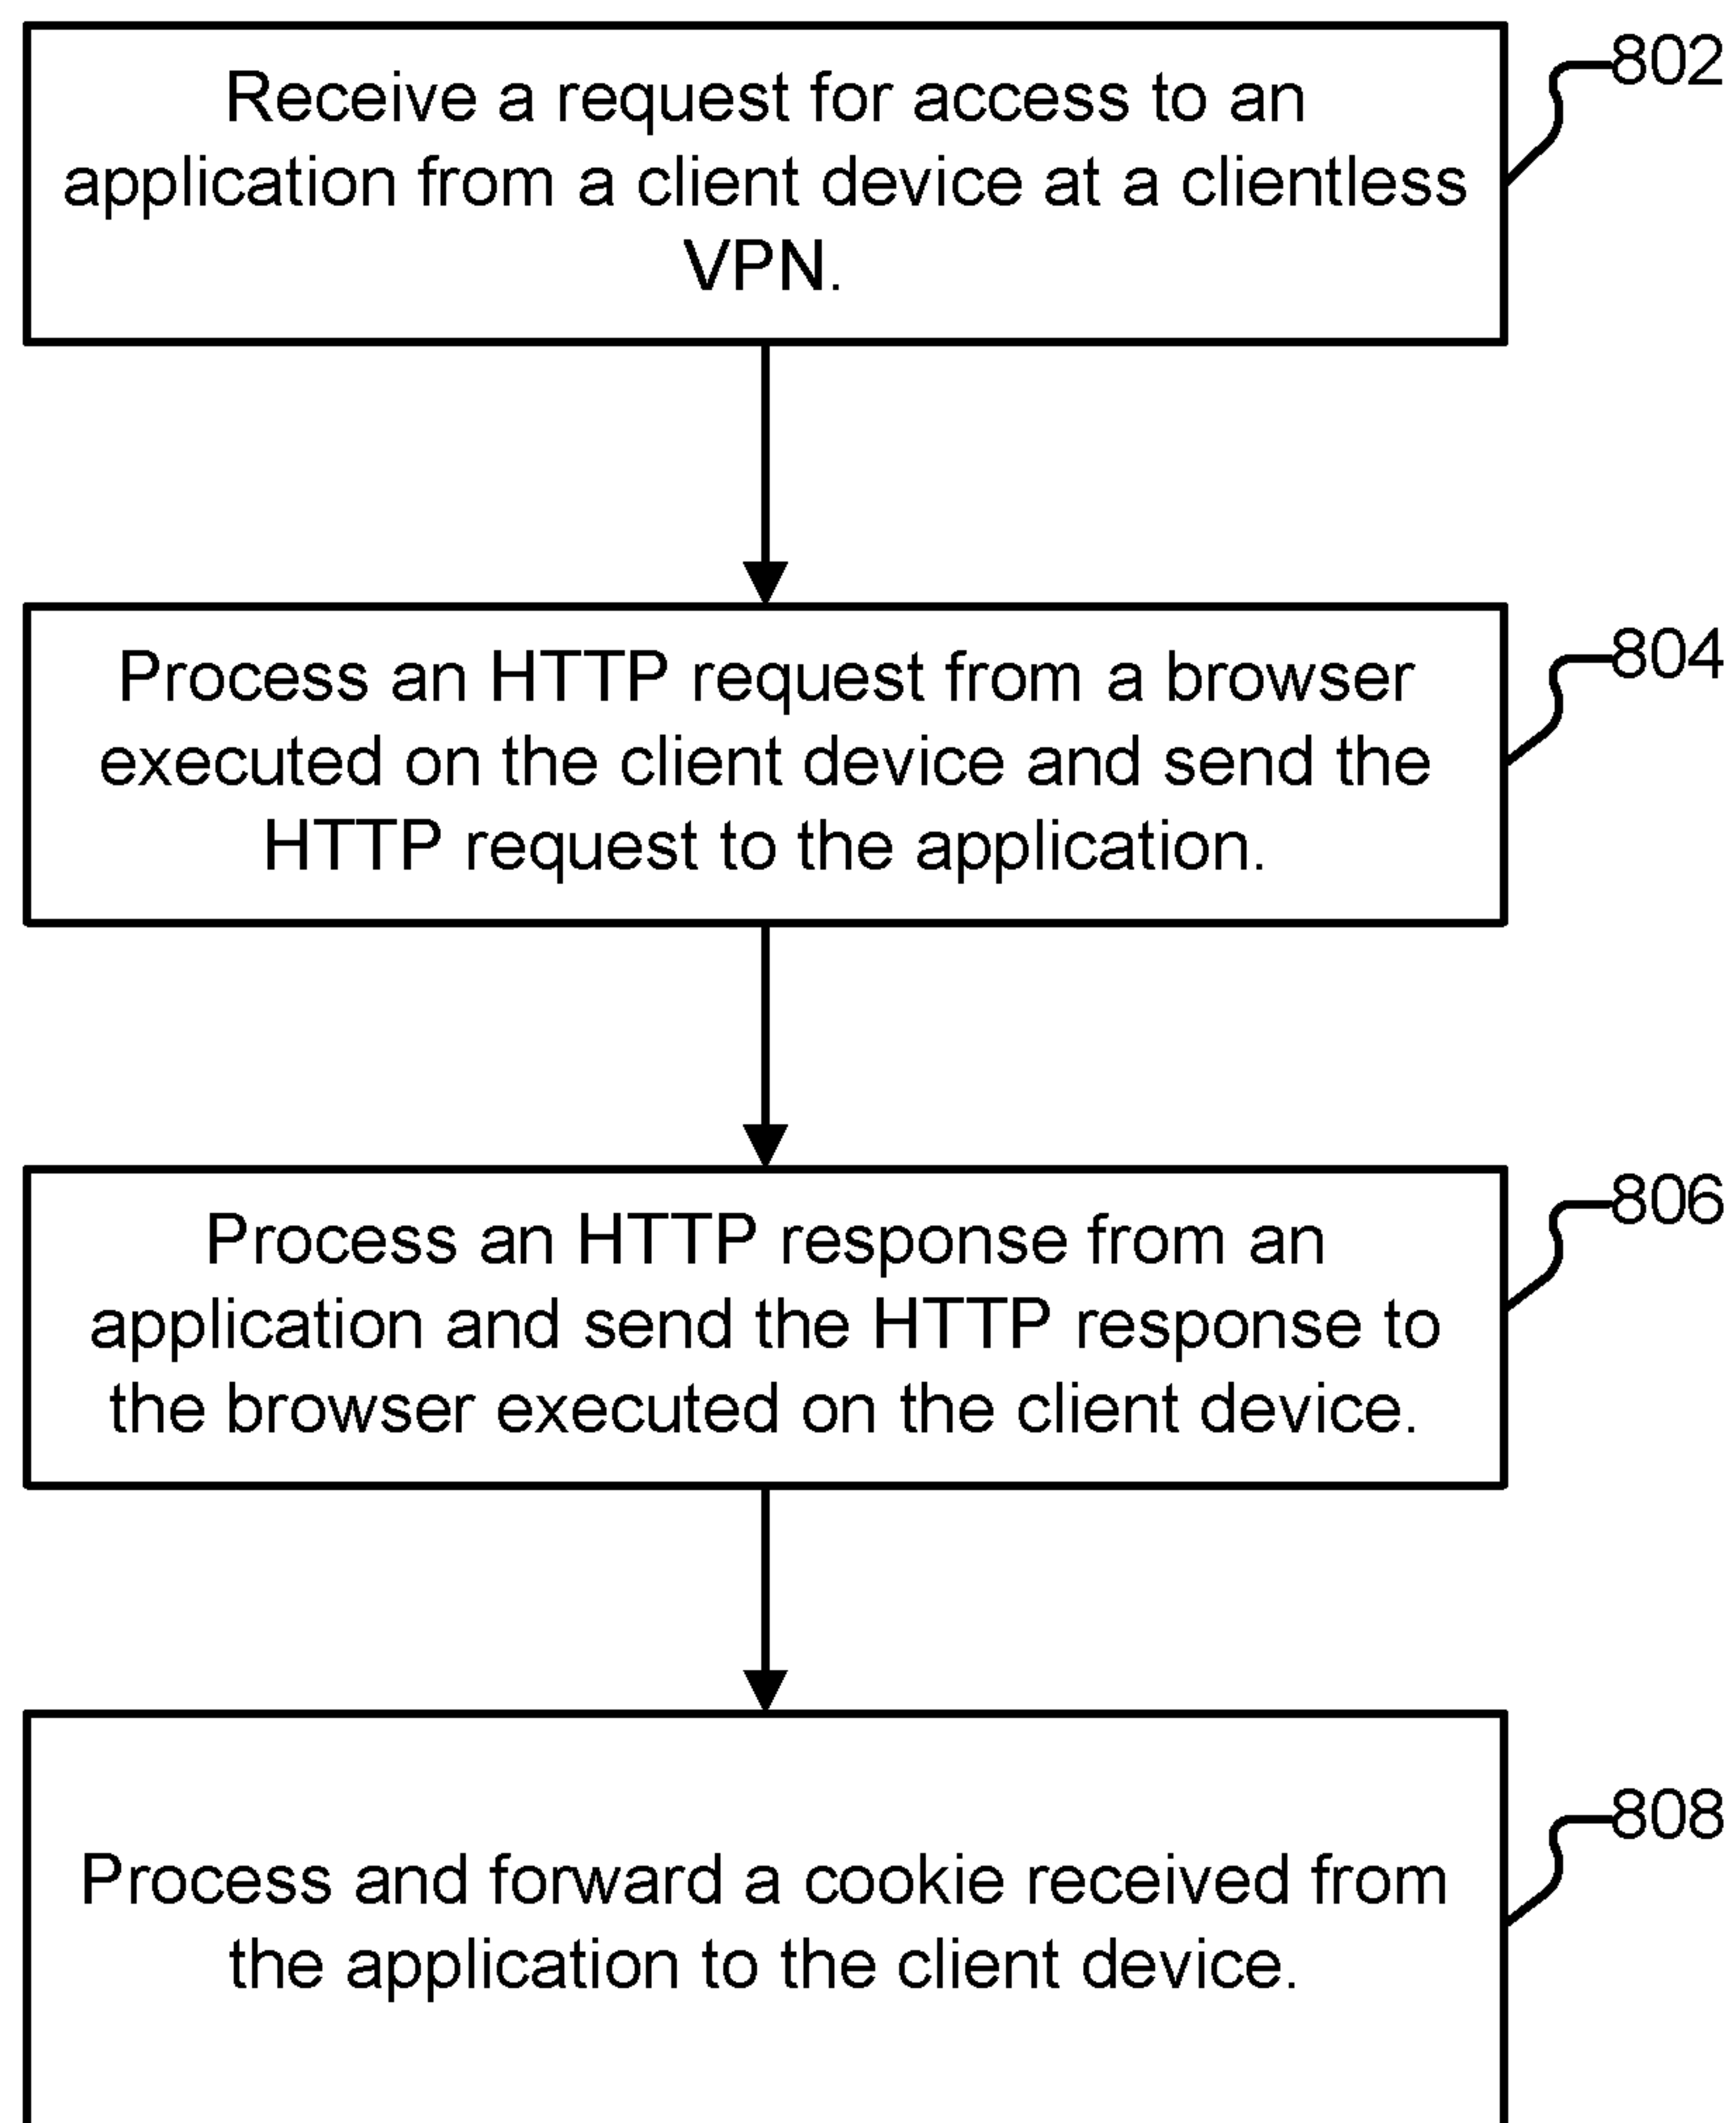 802
Receive a request for access to an
application from a client device at a clientless
VPN.
804
Process an HTTP request from a browser
executed on the client device and send the
HTTP request to the application.
806
Process an HTTP response from an
application and send the HTTP response to
the browser executed on the client device.
808
Process and forward a cookie received from
the application to the client device.